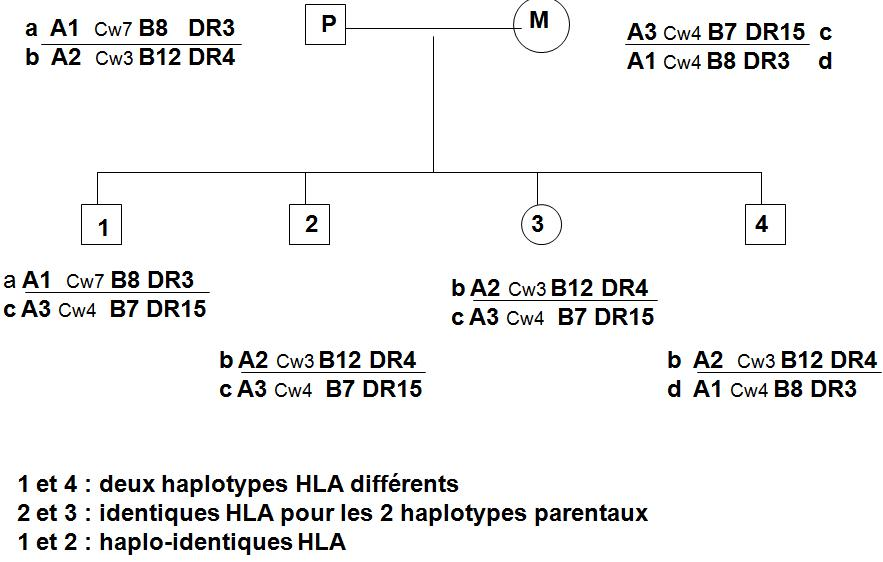 a A1 Cw7 B8 DR3
b A2 Cw3 B12 DR4
P
M
A3 Cw4 B7 DR15 c
A1 Cw4 B8 DR3 d
1
2
3
4
a A1 Cw7 B8 DR3
c A3 Cw4 B7 DR15
b A2 Cw3 B12 DR4
c A3 Cw4 B7 DR15
b A2 Cw3 B12 DR4
c A3 Cw4 B7 DR15
b A2 Cw3 B12 DR4
d A1 Cw4 B8 DR3
1 et 4 : deux haplotypes HLA différents
2 et 3 : identiques HLA pour les 2 haplotypes parentaux
1 et 2 : haplo-identiques HLA